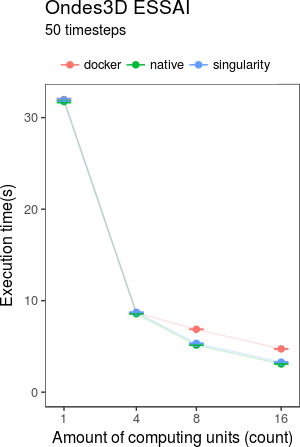 Ondes3D ESSAI
50 timesteps
docker native singularity
30
20
10
0
Execution time(s)
1 4 8 16
Amount of computing units (count)